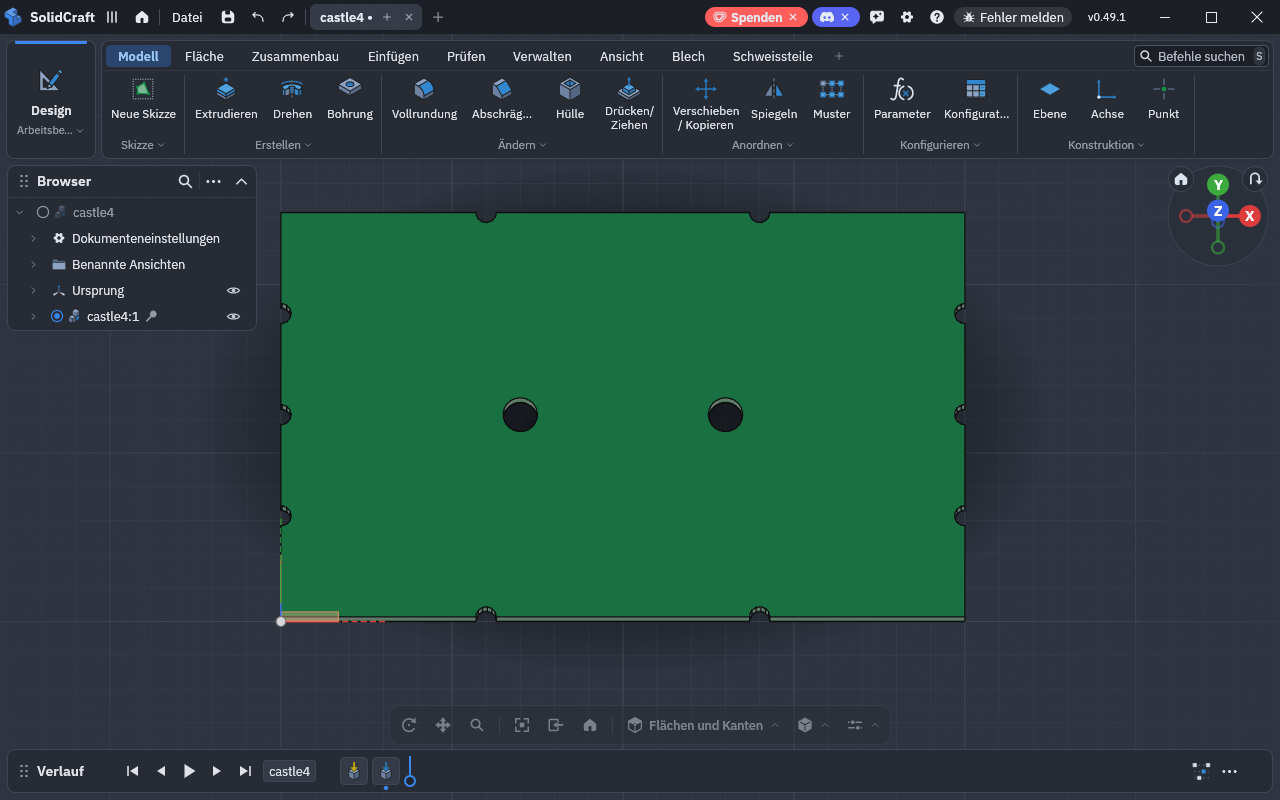 SolidCraft
Datei
castle4 •
Spenden
Fehler melden
v0.49.1
Design
Arbeitsbe...
Modell
Fläche
Zusammenbau
Einfügen
Prüfen
Verwalten
Ansicht
Blech
Schweissteile
Befehle suchen S
Neue Skizze
Extrudieren
Drehen
Bohrung
Vollrundung
Abschräg...
Hülle
Drücken/
Ziehen
Verschieben
/ Kopieren
Spiegeln
Muster
Parameter
Konfigurat...
Ebene
Achse
Punkt
Skizze
Erstellen
Ändern
Anordnen
Konfigurieren
Konstruktion
Browser
castle4
Dokumenteneinstellungen
Benannte Ansichten
Ursprung
castle4:1
Y
Z
X
Flächen und Kanten
Verlauf
castle4